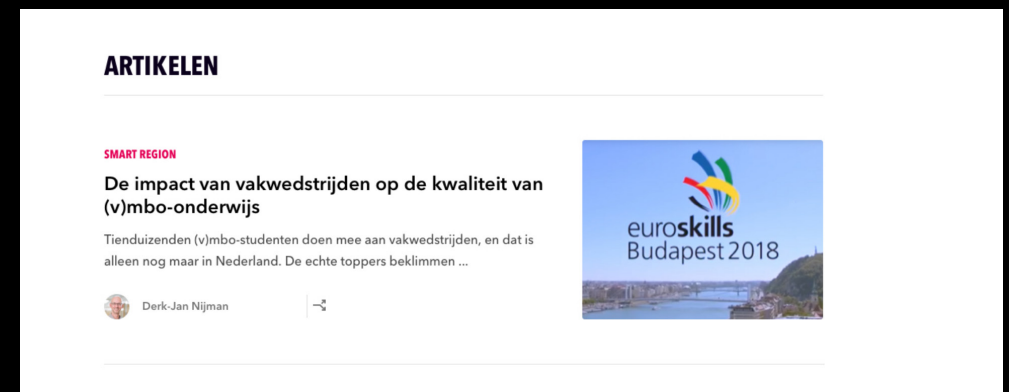 ARTIKELEN
SMART REGION
De impact van vakwedstrijden op de kwaliteit van
(v)mbo-onderwijs
Tienduizenden (v)mbo-studenten doen mee aan vakwedstrijden, en dat is
alleen nog maar in Nederland. De echte toppers beklimmen ...
Derk-Jan Nijman
euroskills
Budapest 2018